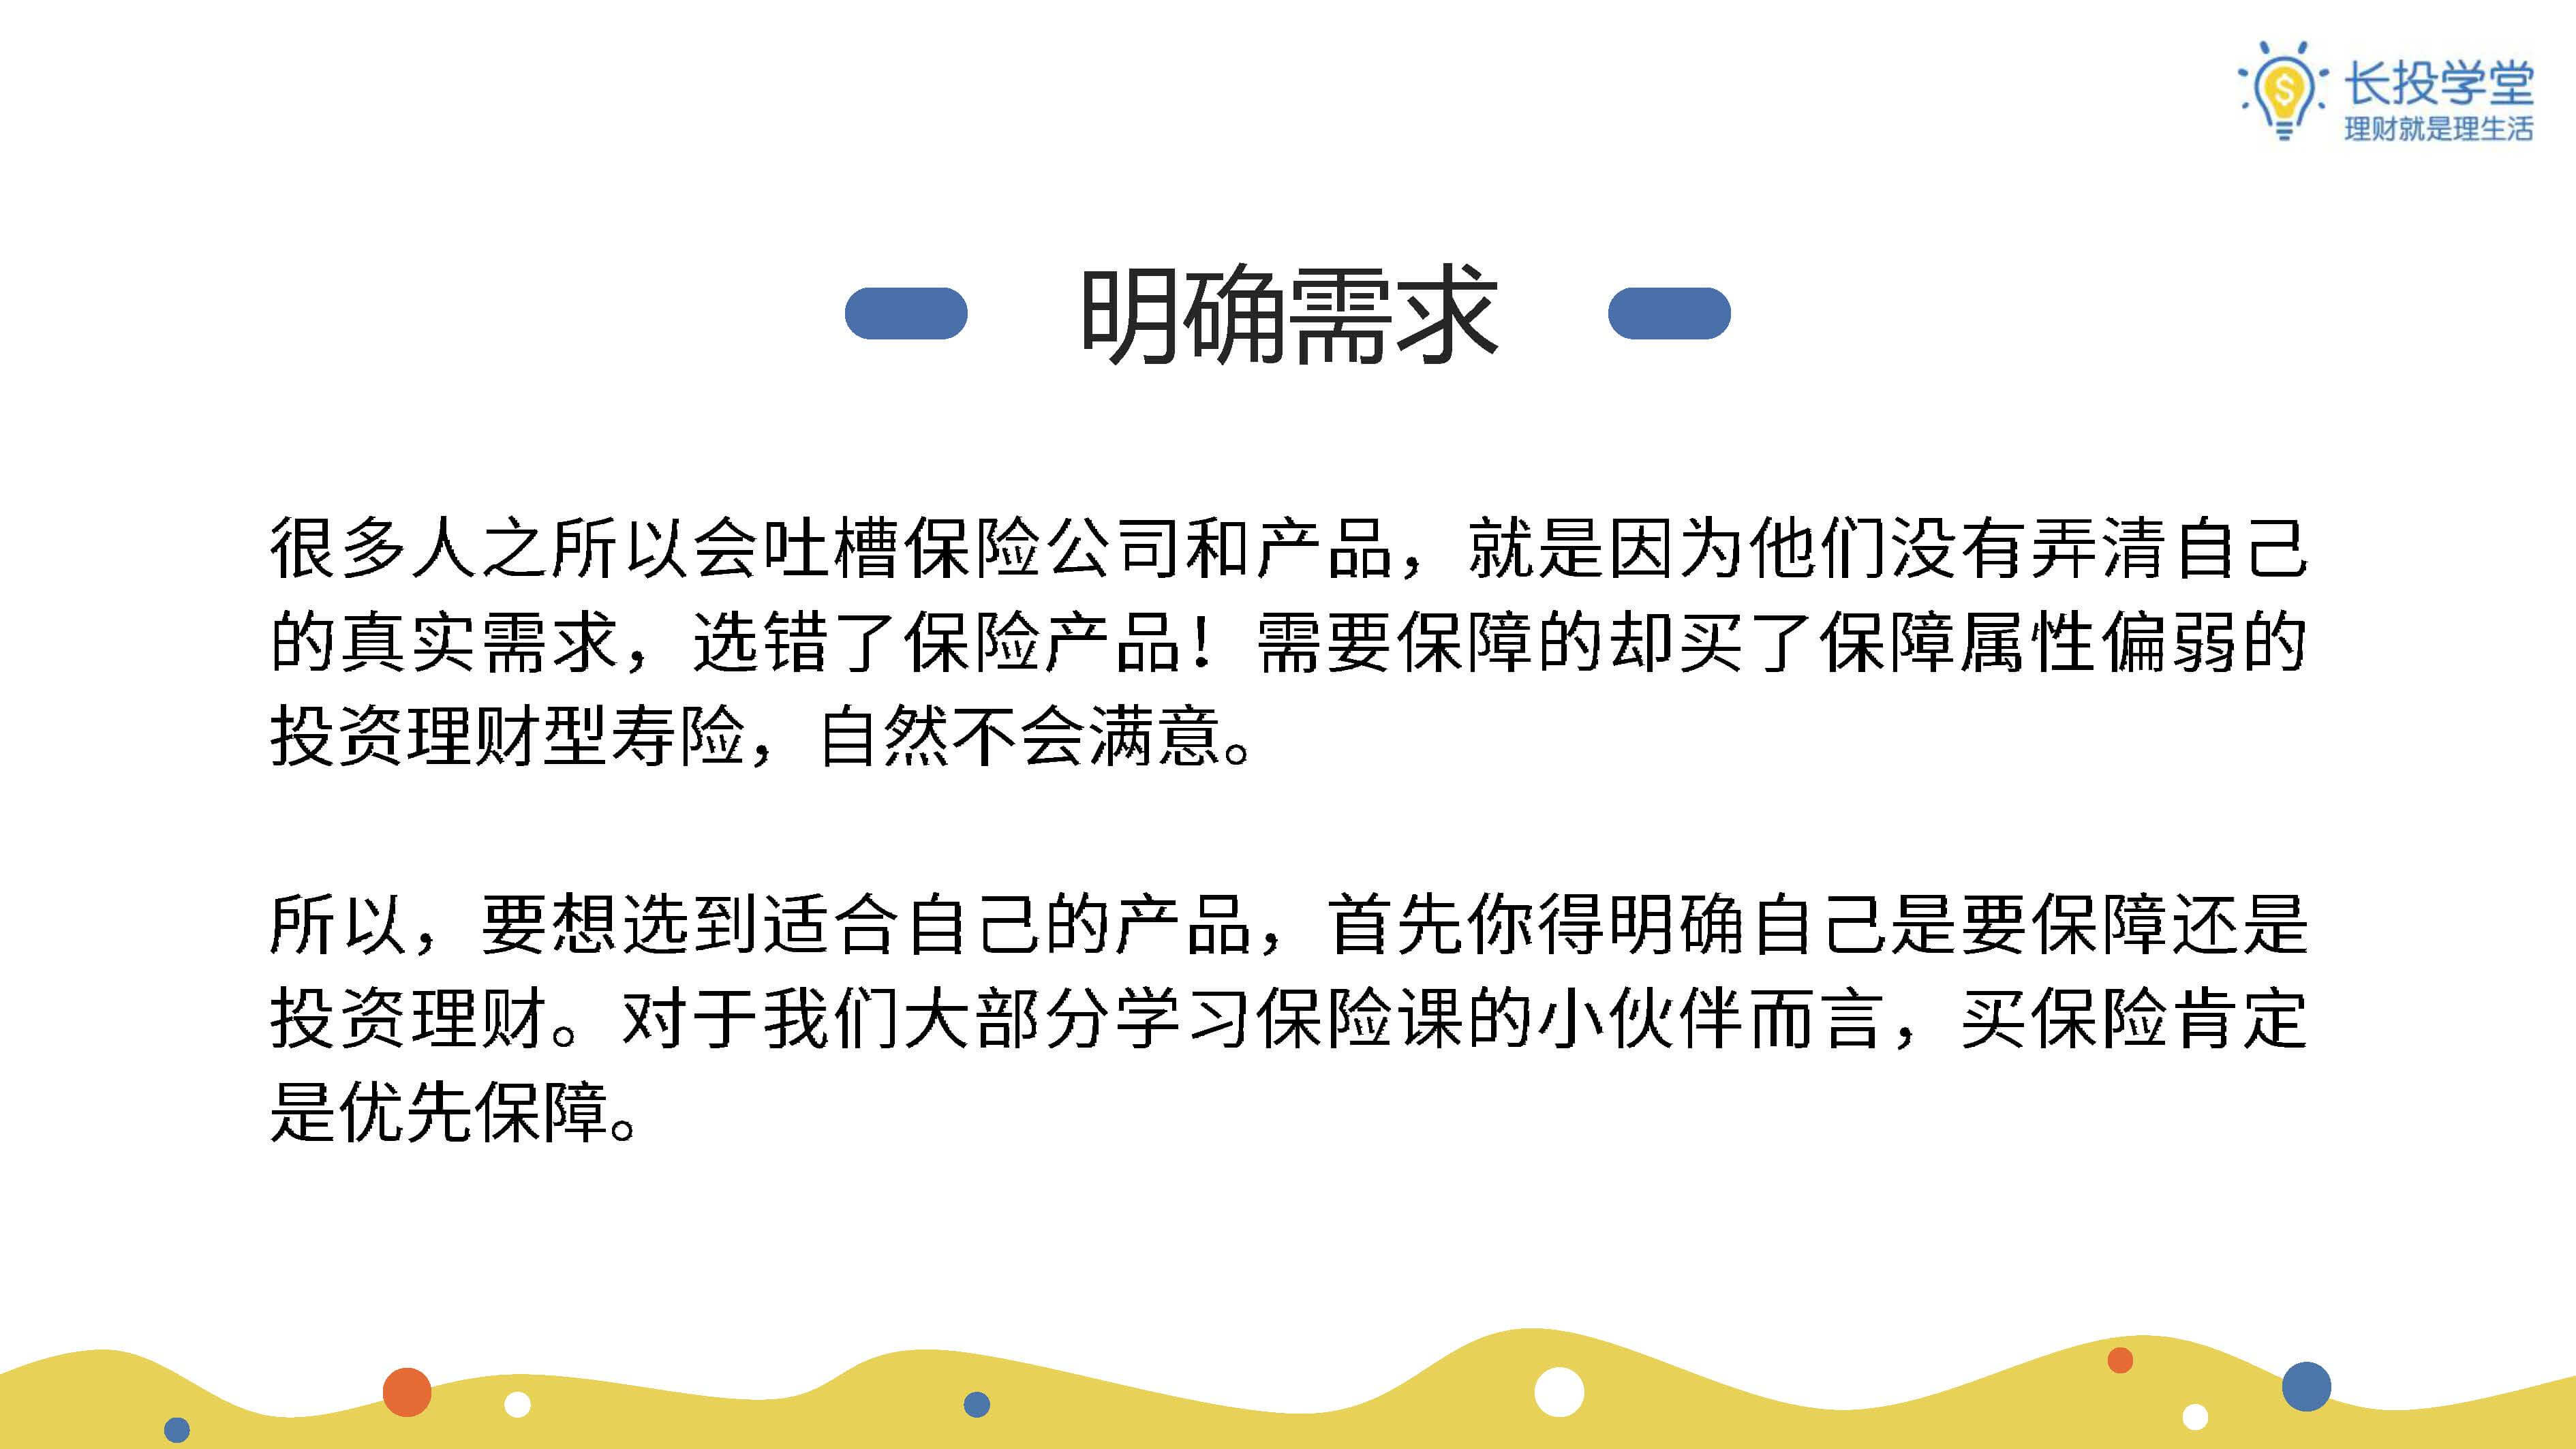 长投学堂
理财就是理生活
明确需求
很多人之所以会吐槽保险公司和产品，就是因为他们没有弄清自己
的真实需求，选错了保险产品！需要保障的却买了保障属性偏弱的
投资理财型寿险，自然不会满意。
所以，要想选到适合自己的产品，首先你得明确自己是要保障还是
投资理财。对于我们大部分学习保险课的小伙伴而言，买保险肯定
是优先保障。